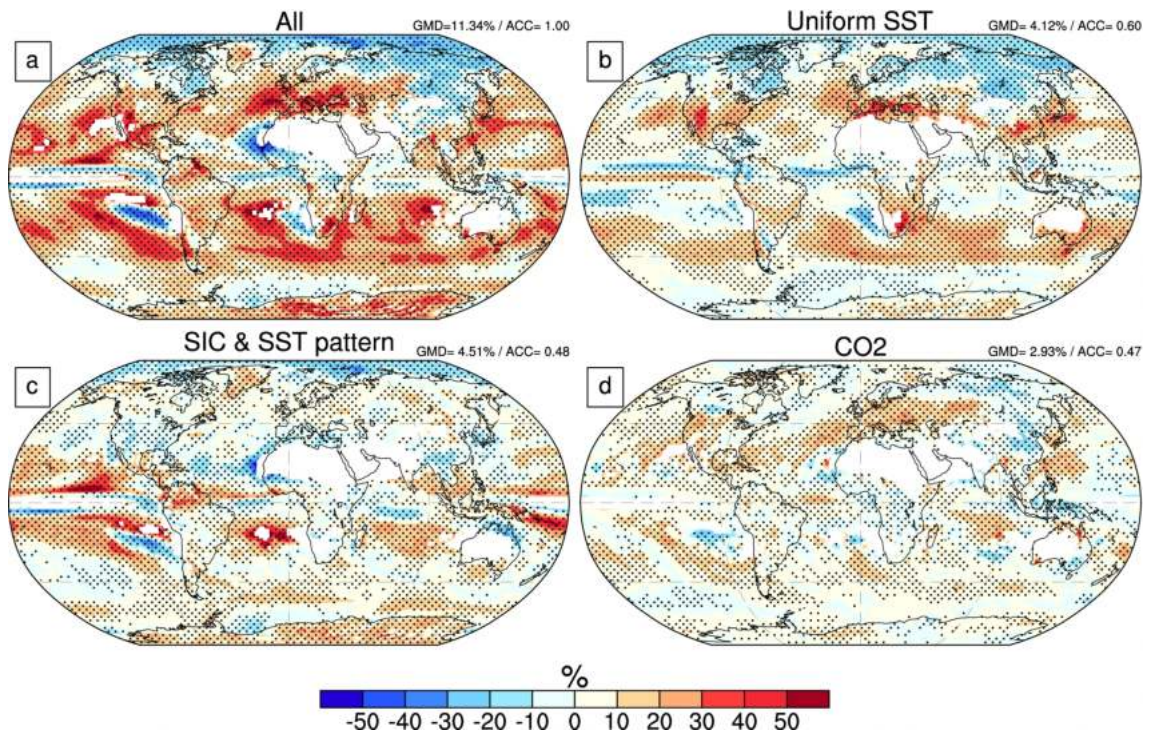 All
GMD=11.34% / ACC= 1.00
a
Uniform SST
GMD= 4.12% / ACC= 0.60
b
SIC & SST pattern
GMD= 4.51% / ACC= 0.48
c
CO2
GMD= 2.93% / ACC= 0.47
d
%
-50 -40 -30 -20 -10 0 10 20 30 40 50